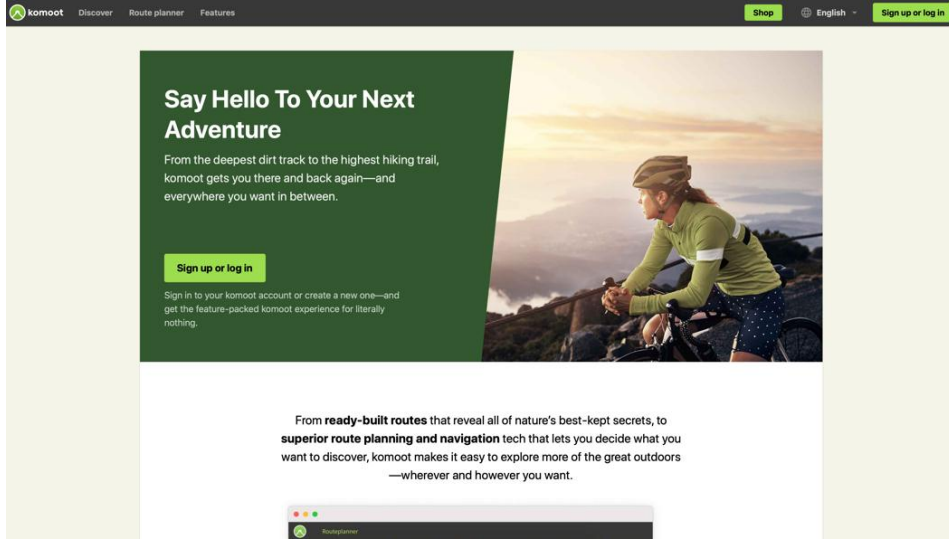 komoot Discover Route planner Features Shop English Sign up or log in
Say Hello To Your Next
Adventure
From the deepest dirt track to the highest hiking trail,
komoot gets you there and back again—and
everywhere you want in between.
Sign up or log in
Sign in to your komoot account or create a new one—and
get the feature-packed komoot experience for literally
nothing.
From ready-built routes that reveal all of nature's best-kept secrets, to
superior route planning and navigation tech that lets you decide what you
want to discover, komoot makes it easy to explore more of the great outdoors
—wherever and however you want.
Routeplanner